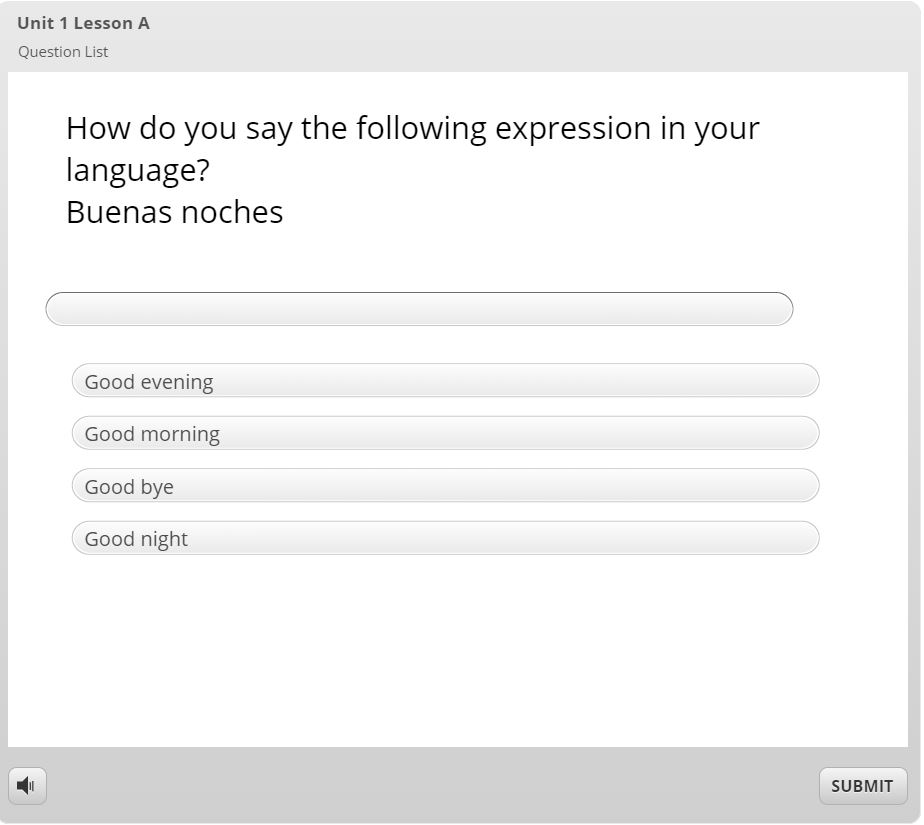 Unit 1 Lesson A
Question List
How do you say the following expression in your
language?
Buenas noches
Good evening
Good morning
Good bye
Good night
SUBMIT